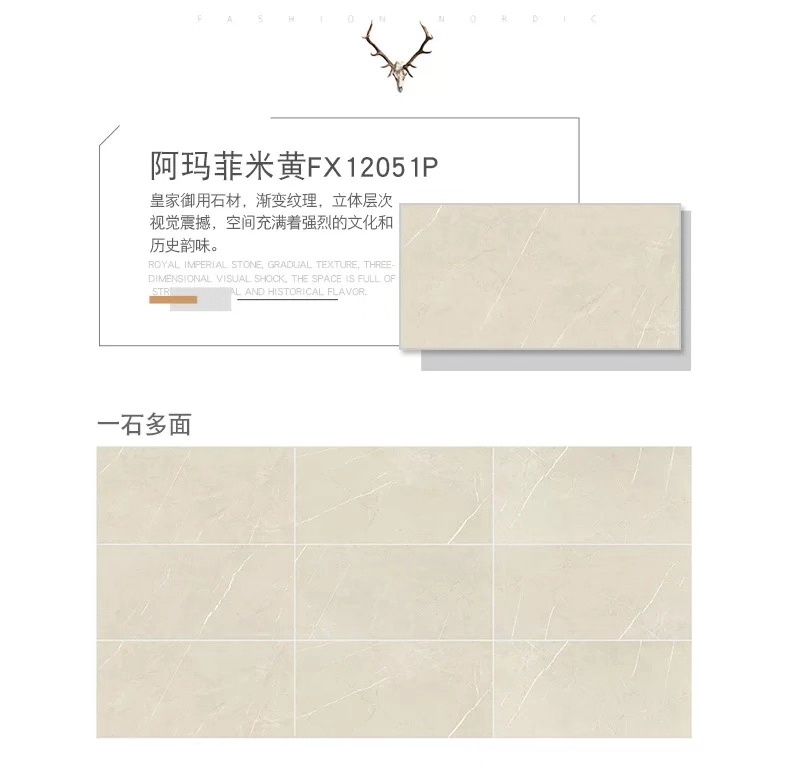 FASHION NORDIC
阿玛菲米黄FX12051P
皇家御用石材，渐变纹理，立体层次
视觉震撼，空间充满着强烈的文化和
历史韵味。
ROYAL IMPERIAL STONE, GRADUAL TEXTURE, THREE-
DIMENSIONAL VISUAL SHOCK, THE SPACE IS FULL OF
AND HISTORICAL FLAVOR.
一石多面